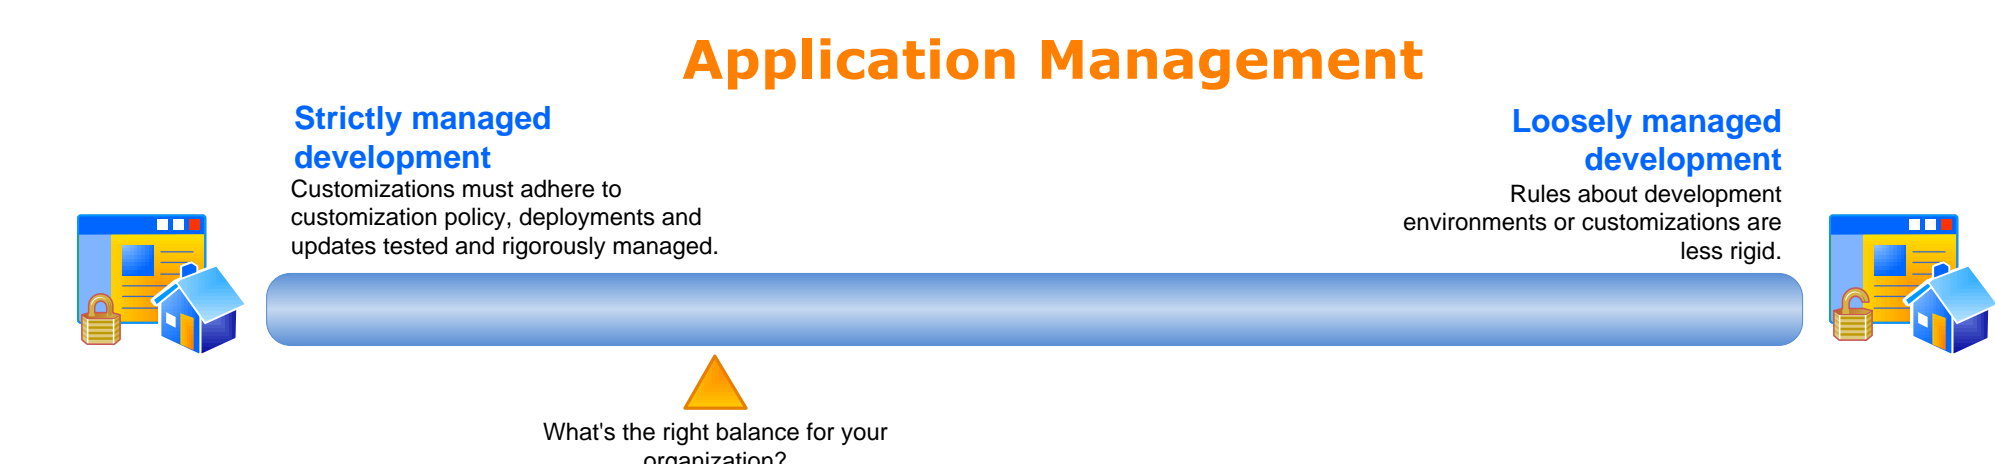 Application Management
Strictly managed
development
Customizations must adhere to
customization policy, deployments and
updates tested and rigorously managed.
Loosely managed
development
Rules about development
environments or customizations are
less rigid.
What's the right balance for your
organization?